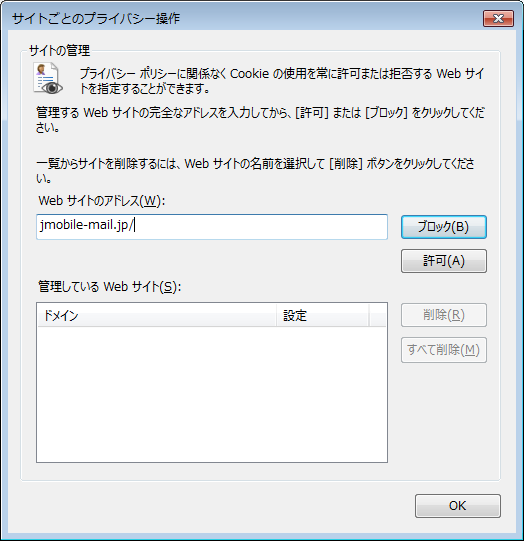 サイトごとのプライバシー操作
サイトの管理
プライバシー ポリシーに関係なく Cookie の使用を常に許可または拒否する Web サイ
トを指定することができます。
管理する Web サイトの完全なアドレスを入力してから、[許可] または [ブロック] をクリックしてくだ
さい。
一覧からサイトを削除するには、Web サイトの名前を選択して [削除] ボタンをクリックしてくださ
い。
Web サイトのアドレス(W):
jmobile-mail.jp/
ブロック(B)
許可(A)
管理している Web サイト(S):
ドメイン 設定
削除(R)
すべて削除(M)
OK